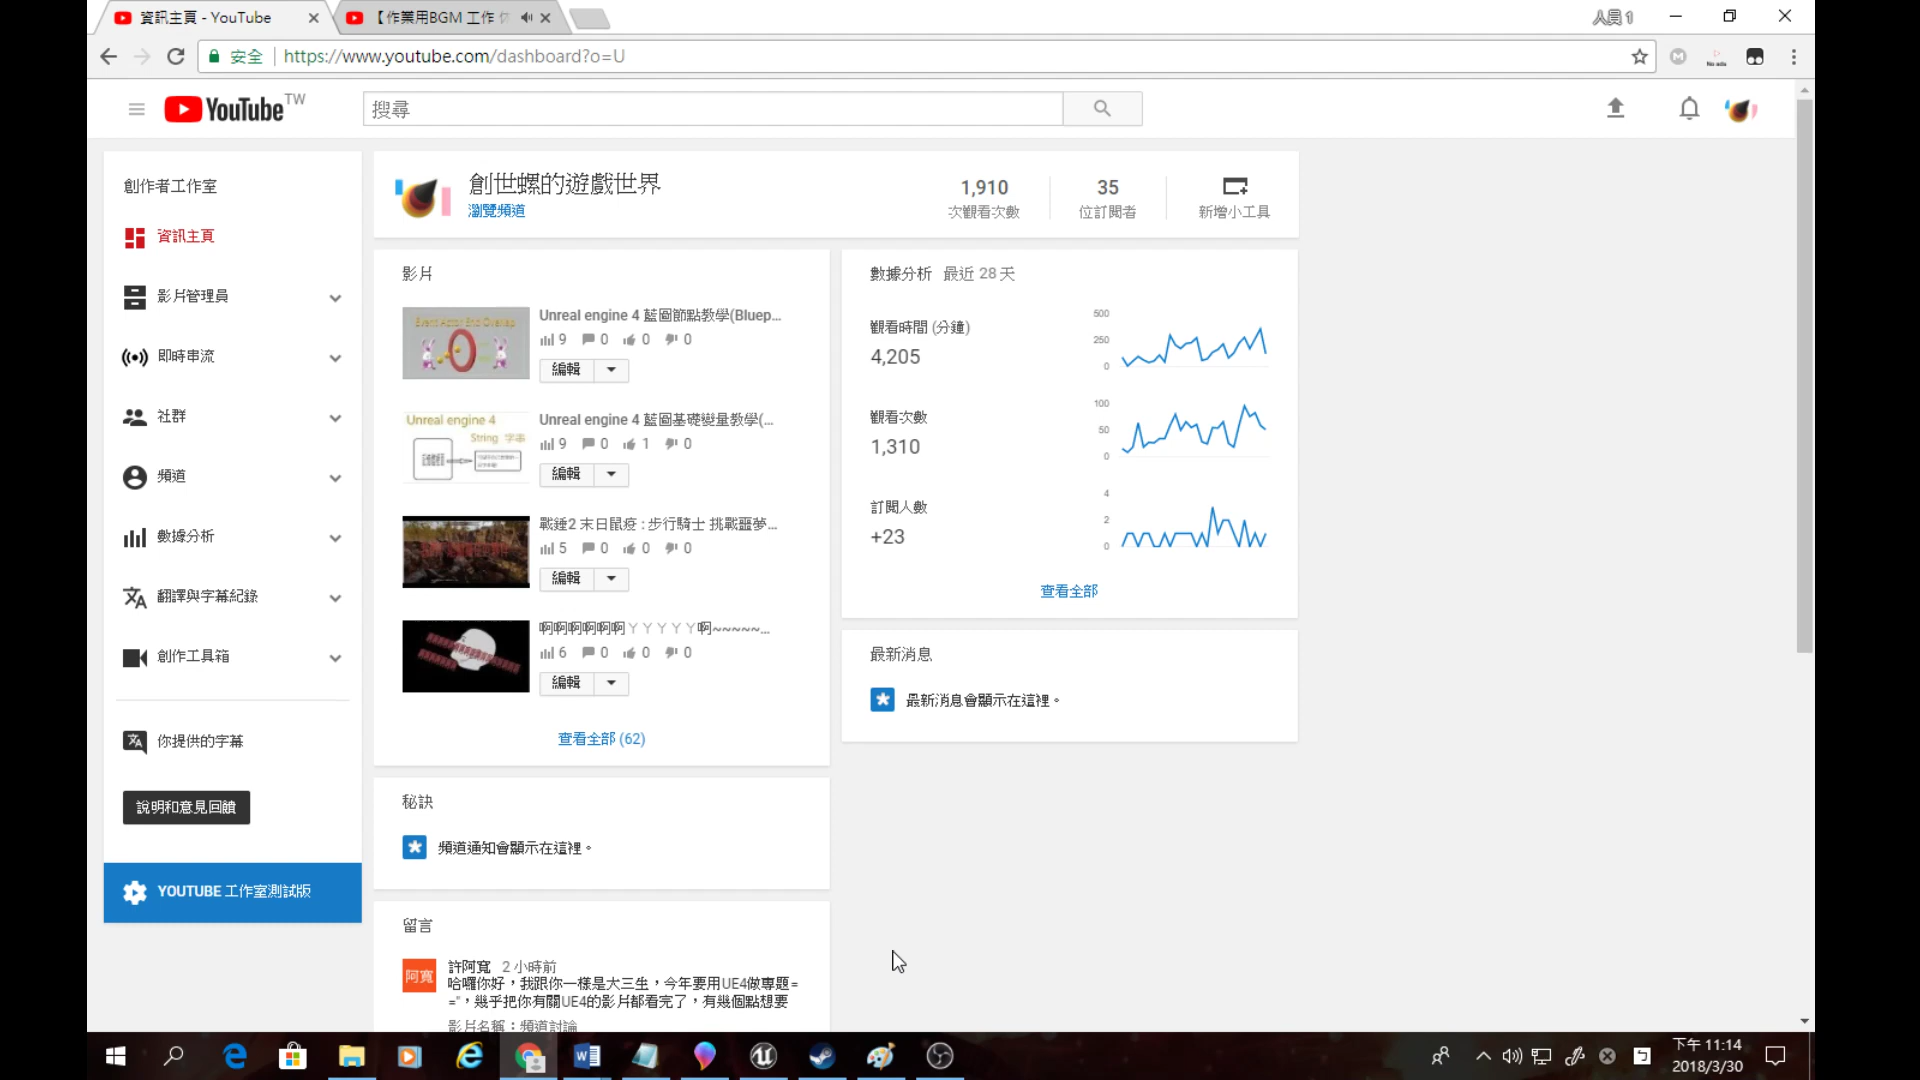 資訊主頁 - YouTube
【作業用BGM 工作
人員 1
安全
https://www.youtube.com/dashboard?o=U
No ads
YouTube TW
搜尋
創作者工作室
資訊主頁
影片管理員
即時串流
社群
頻道
數據分析
翻譯與字幕紀錄
創作工具箱
你提供的字幕
說明和意見回饋
YOUTUBE 工作室測試版
創世螺的遊戲世界
瀏覽頻道
1,910
次觀看次數
35
位訂閱者
新增小工具
影片
Event Actor End Overlap
Unreal engine 4 藍圖節點教學(Bluep...
9 0 0 0
編輯
Unreal engine 4
String 字串
Unreal engine 4 藍圖基礎變量教學(...
9 0 1 0
編輯
戰錘2 末日鼠疫 : 步行騎士 挑戰噩夢...
5 0 0 0
編輯
啊啊啊啊啊啊ㄚㄚㄚㄚㄚ啊~~~~~...
6 0 0 0
編輯
查看全部 (62)
數據分析 最近 28 天
觀看時間 (分鐘)
4,205
500
250
0
觀看次數
1,310
100
50
0
訂閱人數
+23
4
2
0
查看全部
最新消息
最新消息會顯示在這裡。
秘訣
頻道通知會顯示在這裡。
留言
阿寬
許阿寬 2 小時前
哈囉你好，我跟你一樣是大三生，今年要用UE4做專題=
="，幾乎把你有關UE4的影片都看完了，有幾個點想要
影片名稱：頻道討論
下午 11:14
2018/3/30